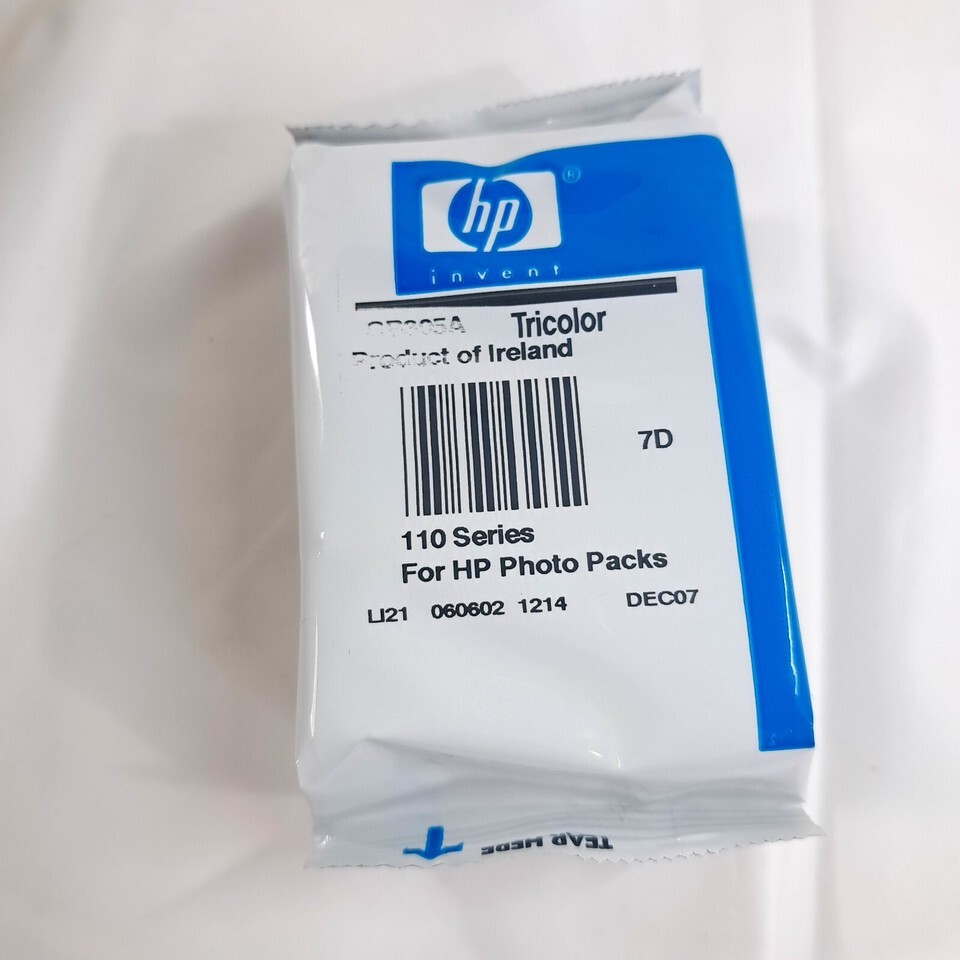 hp ®
invent
Tricolor
Product of Ireland
7D
110 Series
For HP Photo Packs
LI21 060602 1214 DEC07
TEAR HERE